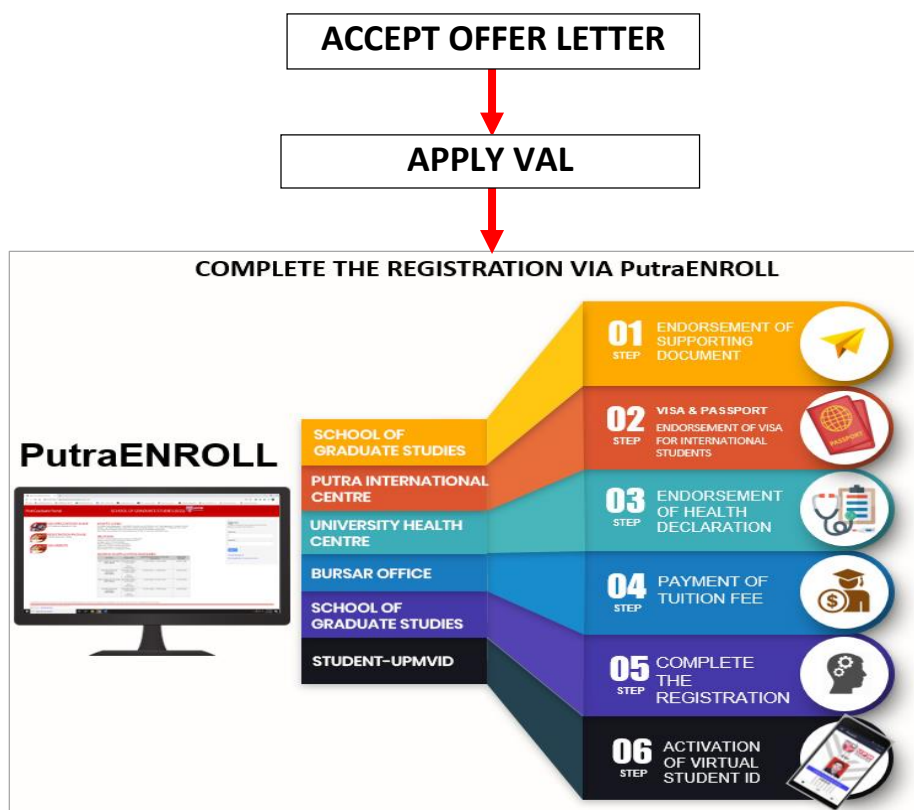 ACCEPT OFFER LETTER
APPLY VAL
COMPLETE THE REGISTRATION VIA PutraENROLL
PutraENROLL
SCHOOL OF
GRADUATE STUDIES
PUTRA INTERNATIONAL
CENTRE
UNIVERSITY HEALTH
CENTRE
BURSAR OFFICE
SCHOOL OF
GRADUATE STUDIES
STUDENT-UPMVID
01
STEP
ENDORSEMENT OF
SUPPORTING
DOCUMENT
02
STEP
VISA & PASSPORT
ENDORSEMENT OF VISA
FOR INTERNATIONAL
STUDENTS
PASSPORT
03
STEP
ENDORSEMENT
OF HEALTH
DECLARATION
04
STEP
PAYMENT OF
TUITION FEE
05
STEP
COMPLETE
THE
REGISTRATION
06
STEP
ACTIVATION
OF VIRTUAL
STUDENT ID